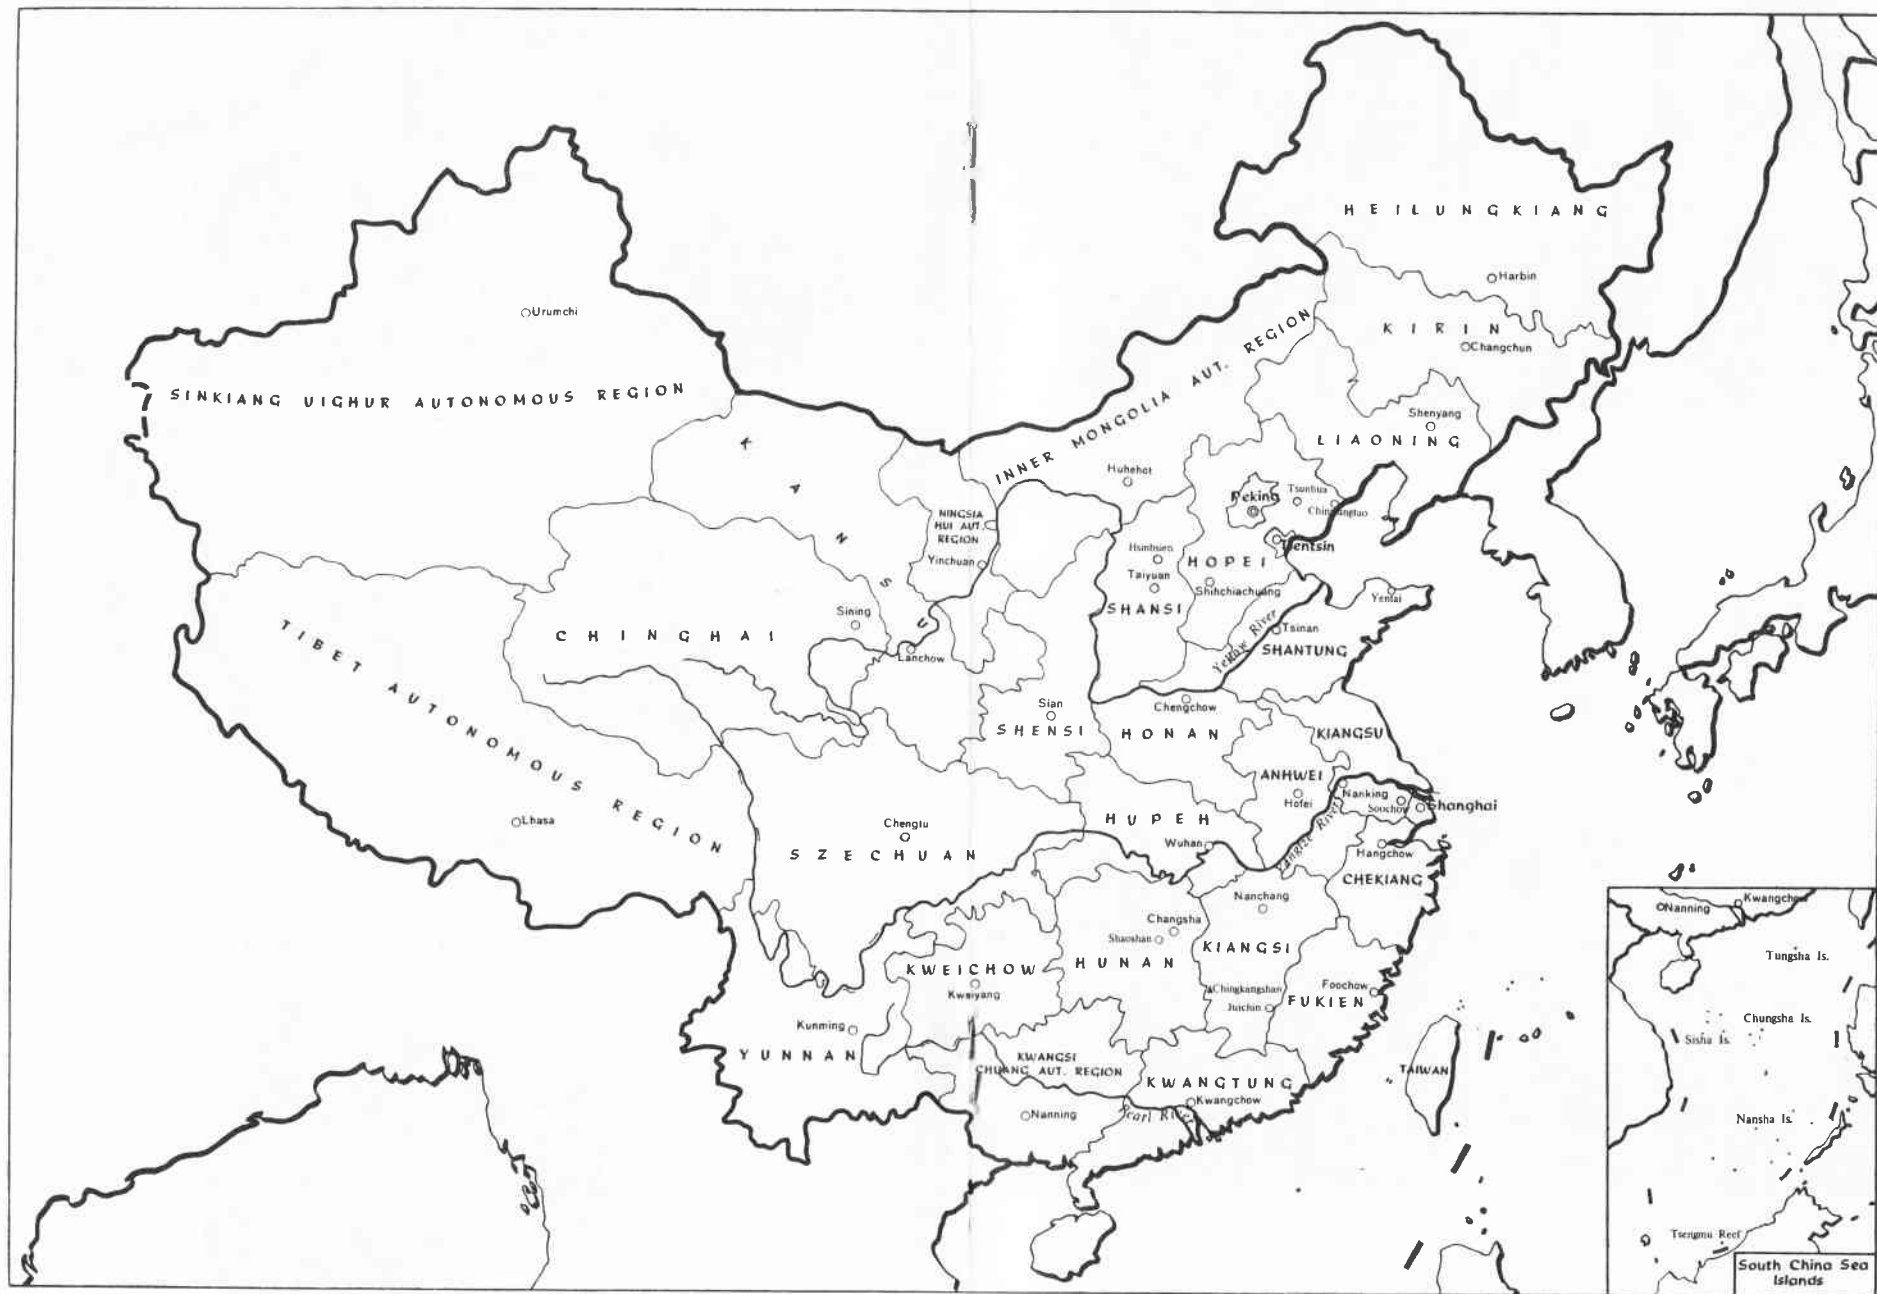 HEILUNGKIANG
Harbin
Urumchi
KIRIN
Changchun
SINKIANG UIGHUR AUTONOMOUS REGION
INNER MONGOLIA AUT. REGION
Shenyang
LIAONING
KANSU
Huhehot
Peking
Tsunhua
Chinhuangtao
NINGSIA
HUI AUT.
REGION
Yinchuan
Tientsin
Hsinhsien
HOPEI
Taiyuan
Shihchiachuang
SHANSI
Yentai
Sining
CHINGHAI
Lanchow
Yellow River
Tsinan
SHANTUNG
TIBET AUTONOMOUS REGION
Sian
SHENSI
Chengchow
HONAN
KIANGSU
ANHWEI
Hofei
Nanking
Soochow
Shanghai
Lhasa
Chengtu
SZECHUAN
HUPEH
Wuhan
Yangtze River
Hangchow
CHEKIANG
Nanchang
Changsha
Shaoshan
HUNAN
KIANGSI
KWEICHOW
Kweiyang
Chingkangshan
Juichin
Foochow
FUKIEN
Kunming
YUNNAN
KWANGSI
CHUANG AUT. REGION
KWANGTUNG
Kwangchow
Nanning
Pearl River
TAIWAN
Nanning
Kwangchow
Tungsha Is.
Chungsha Is.
Sisha Is.
Nansha Is.
Tsengmu Reef
South China Sea
Islands